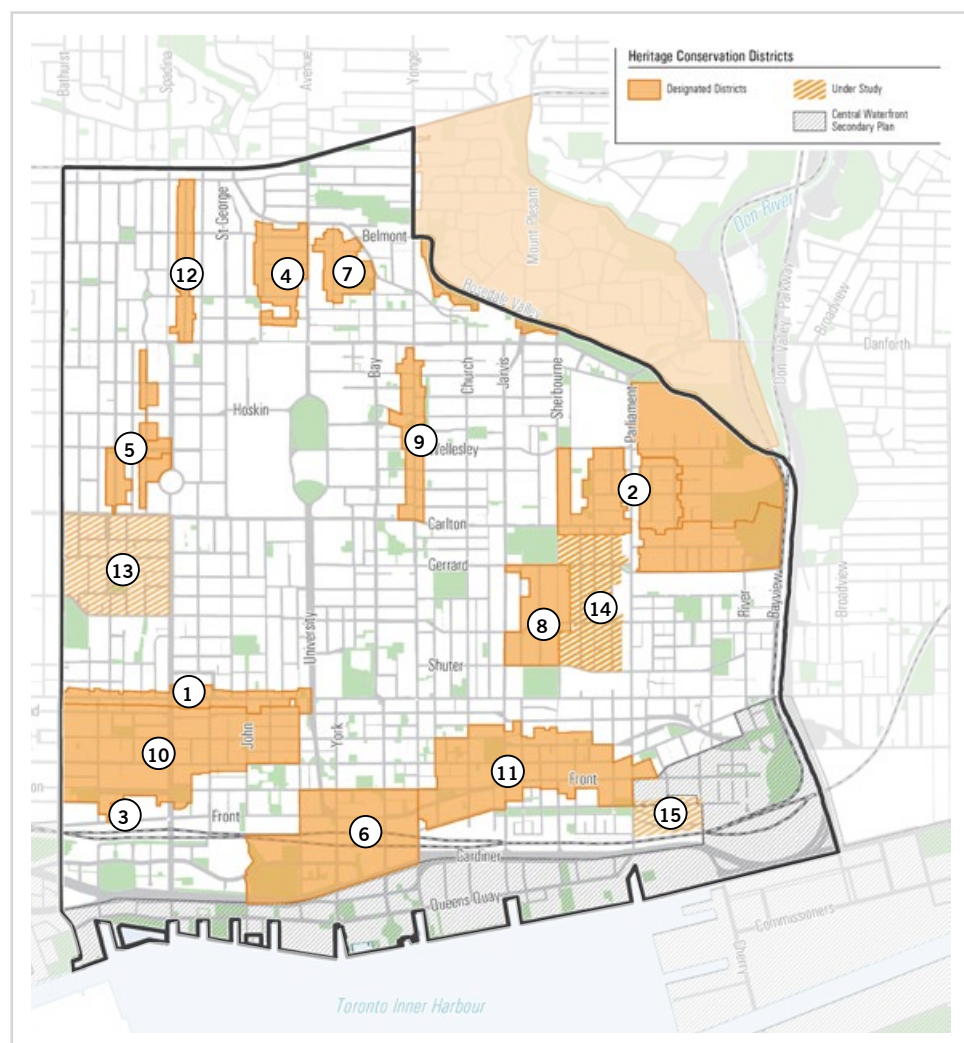 Heritage Conservation Districts
Designated Districts
Under Study
Central Waterfront
Secondary Plan
Bathurst
Spadina
Avenue
Yonge
St-George
Belmont
Mount Plesant
Don River
Rosedale Valley
Don Valley Parkway
Broadview
Danforth
12
4
7
Bay
Church
Jarvis
Sherbourne
Parliament
Hoskin
5
9
Wellesley
2
Carlton
Gerrard
13
14
8
River
Bayview
Broadview
University
Shuter
1
John
York
10
11
Front
3
Front
6
15
Gardiner
Queens Quay
Commissioners
Cherry
Toronto Inner Harbour